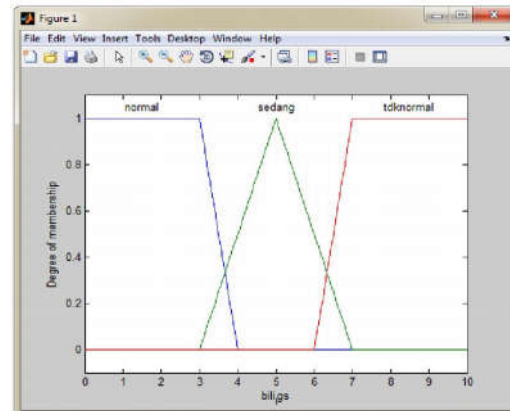 Figure 1
File Edit View Insert Tools Desktop Window Help
normal sedang tdknormal
1
0.8
0.6
0.4
0.2
0
Degree of membership
0 1 2 3 4 5 6 7 8 9 10